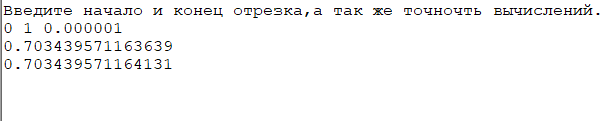 Введите начало и конец отрезка,а так же точночть вычислений.
0 1 0.000001
0.703439571163639
0.703439571164131